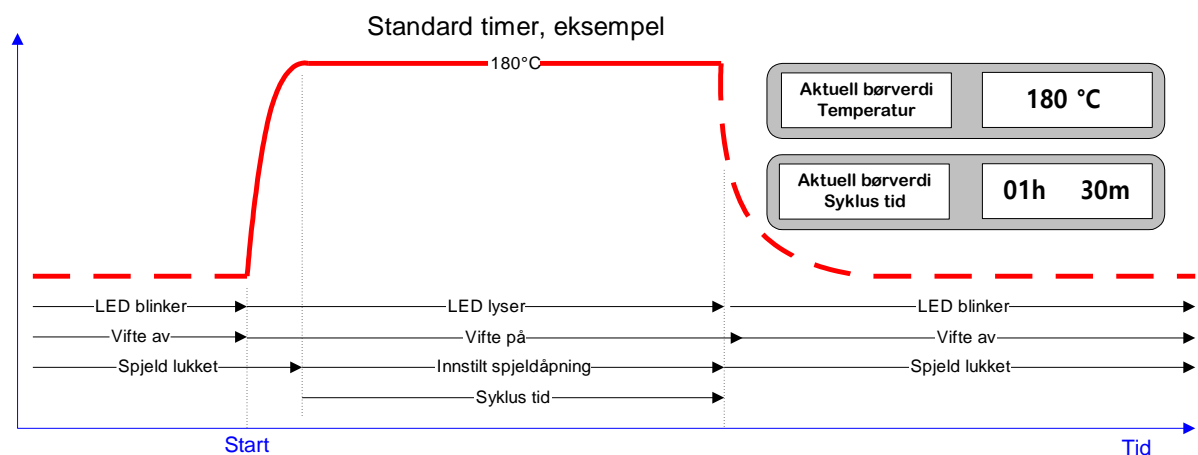 Standard timer, eksempel
180°C
Aktuell børverdi
Temperatur
180 °C
Aktuell børverdi
Syklus tid
01h 30m
LED blinker
LED lyser
LED blinker
Vifte av
Vifte på
Vifte av
Spjeld lukket
Innstilt spjeldåpning
Spjeld lukket
Syklus tid
Start
Tid